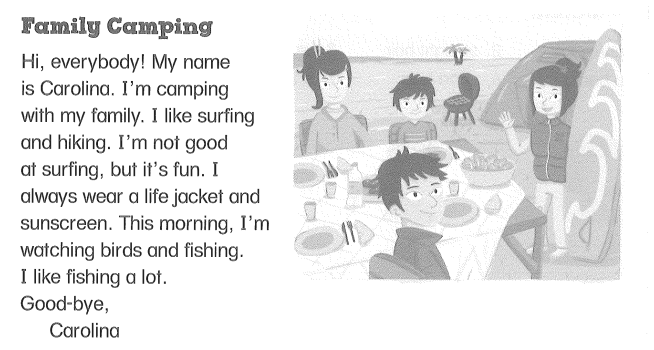 Family Camping
Hi, everybody! My name
is Carolina. I'm camping
with my family. I like surfing
and hiking. I'm not good
at surfing, but it's fun. I
always wear a life jacket and
sunscreen. This morning, I'm
watching birds and fishing.
I like fishing a lot.
Good-bye,
Carolina